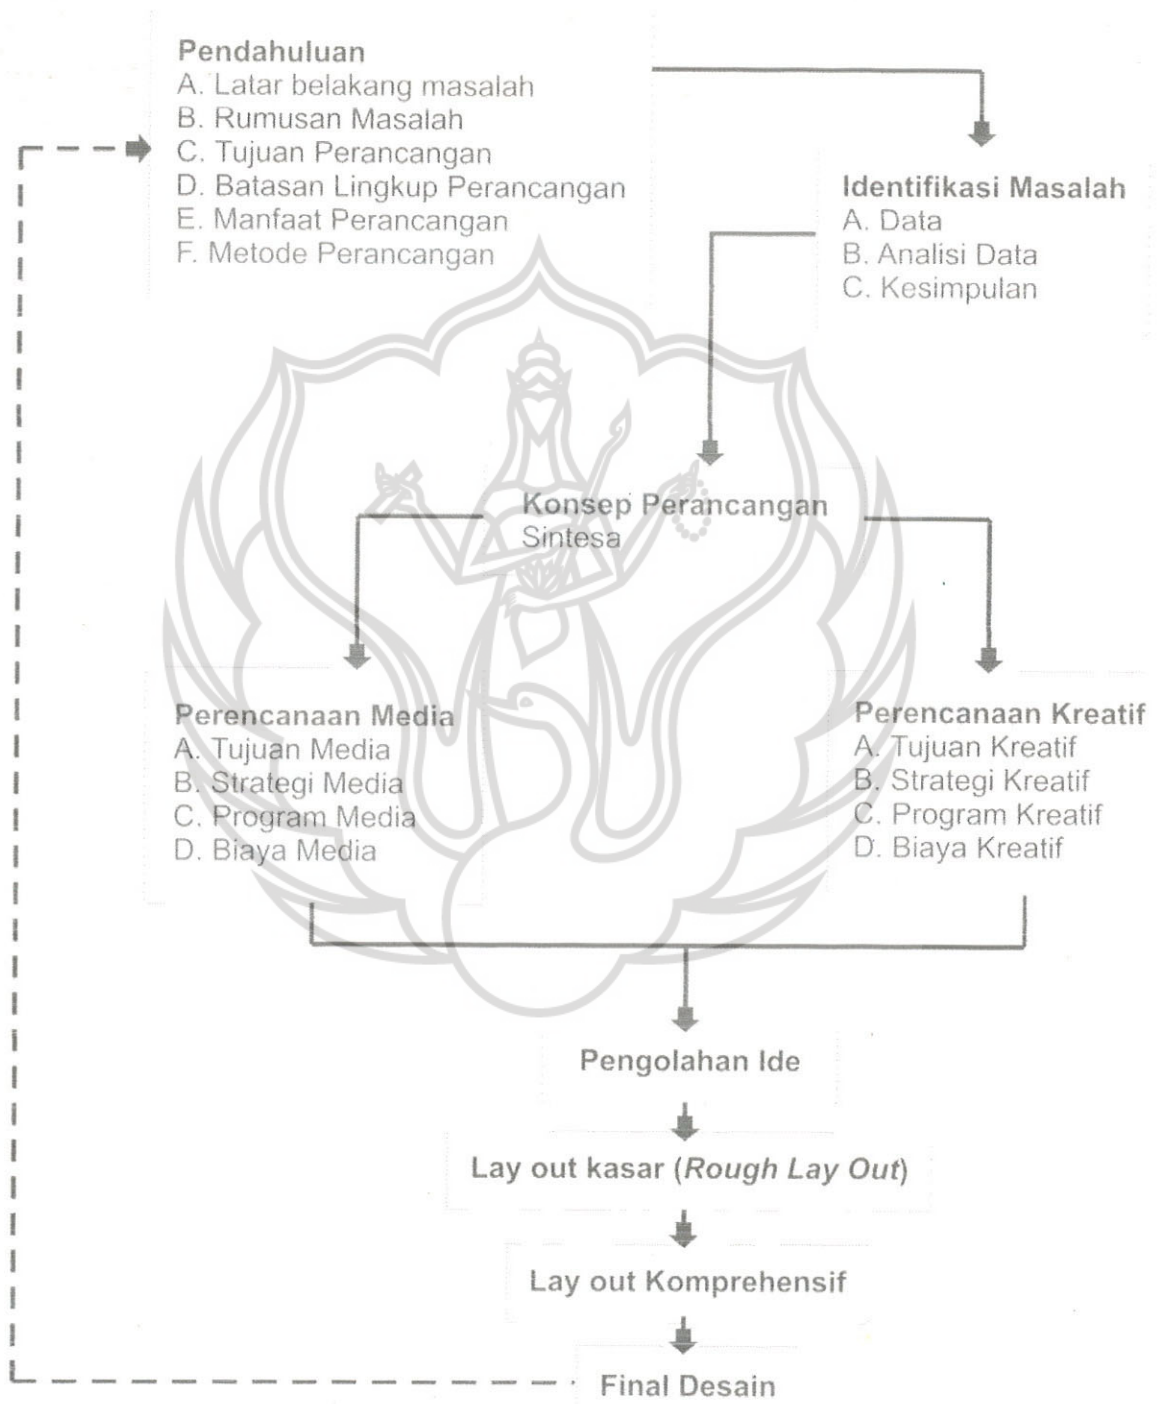 Pendahuluan
A. Latar belakang masalah
B. Rumusan Masalah
C. Tujuan Perancangan
D. Batasan Lingkup Perancangan
E. Manfaat Perancangan
F. Metode Perancangan
Identifikasi Masalah
A. Data
B. Analisi Data
C. Kesimpulan
Konsep Perancangan
Sintesa
Perencanaan Media
A. Tujuan Media
B. Strategi Media
C. Program Media
D. Biaya Media
Perencanaan Kreatif
A. Tujuan Kreatif
B. Strategi Kreatif
C. Program Kreatif
D. Biaya Kreatif
Pengolahan Ide
Lay out kasar (Rough Lay Out)
Lay out Komprehensif
Final Desain